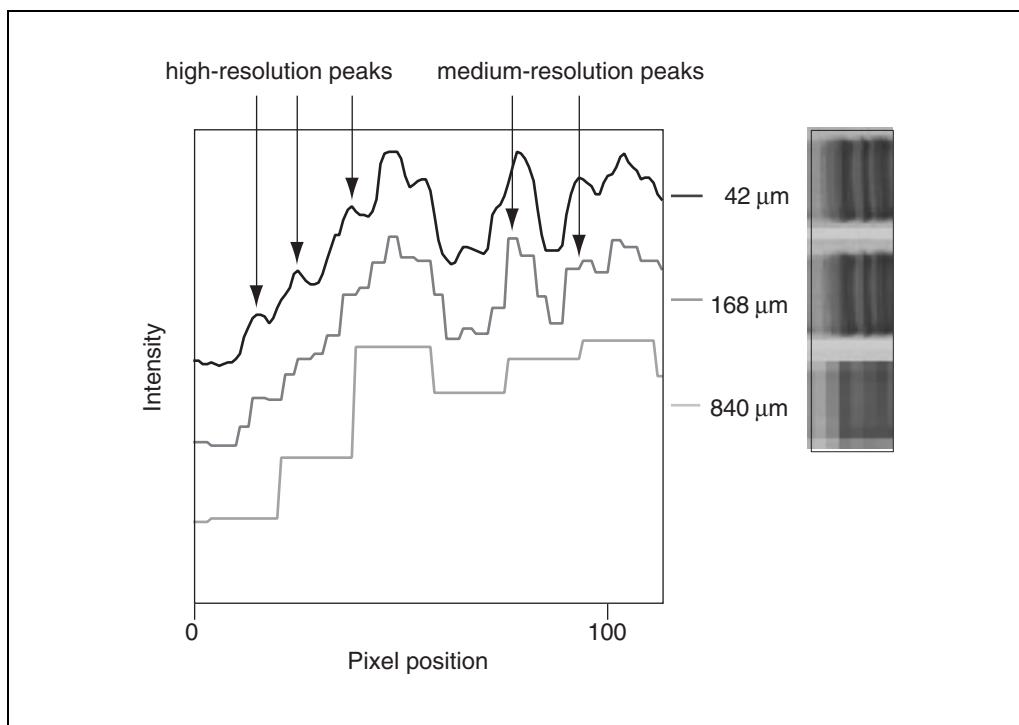 high-resolution peaks
medium-resolution peaks
42 µm
168 µm
840 µm
Intensity
0
100
Pixel position